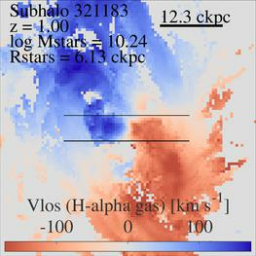 Subhalo 321183
12.3 ckpc
z = 1.00
log Mstars = 10.24
Rstars = 6.13 ckpc
Vlos (H-alpha gas) [km s⁻¹]
-100 0 100